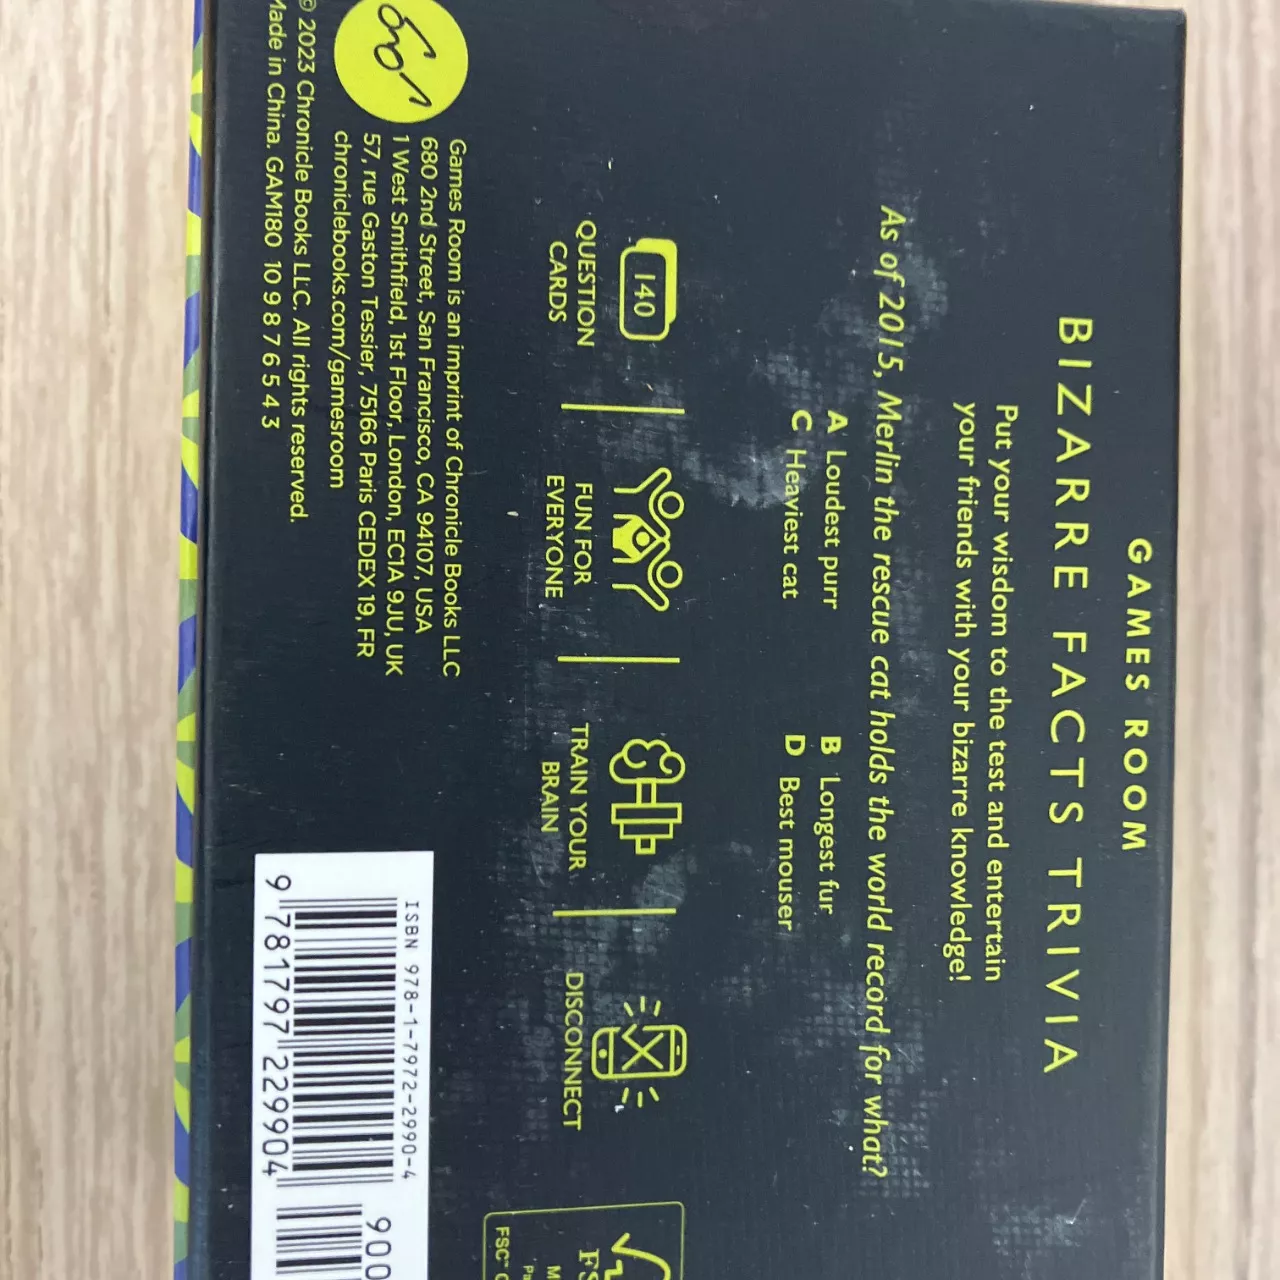 GAMES ROOM
BIZARRE FACTS TRIVIA
Put your wisdom to the test and entertain
your friends with your bizarre knowledge!
As of 2015, Merlin the rescue cat holds the world record for what?
A Loudest purr B Longest fur
C Heaviest cat D Best mouser
140
QUESTION
CARDS
FUN FOR
EVERYONE
TRAIN YOUR
BRAIN
DISCONNECT
Games Room is an imprint of Chronicle Books LLC
680 2nd Street, San Francisco, CA 94107, USA
1 West Smithfield, 1st Floor, London, EC1A 9JU, UK
57, rue Gaston Tessier, 75166 Paris CEDEX 19, FR
chroniclebooks.com/gamesroom
© 2023 Chronicle Books LLC. All rights reserved.
Made in China. GAM180 10 9 8 7 6 5 4 3
ISBN 978-1-7972-2990-4
9 781797 229904
FSC